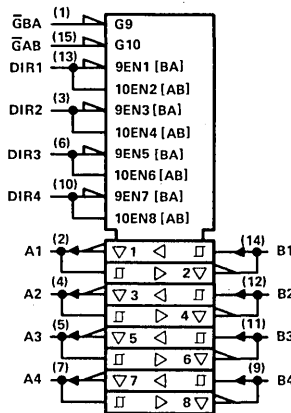 G̅BA (1) G9
G̅AB (15) G10
DIR1 (13) 9EN1 [BA]
10EN2 [AB]
DIR2 (3) 9EN3 [BA]
10EN4 [AB]
DIR3 (6) 9EN5 [BA]
10EN6 [AB]
DIR4 (10) 9EN7 [BA]
10EN8 [AB]
A1 (2) ▽1 ◁ (14) B1
▷ 2▽
A2 (4) ▽3 (12) B2
▷ 4▽
A3 (5) ▽5 ◁ (11) B3
▷ 6▽
A4 (7) ▽7 ◁ (9) B4
▷ 8▽